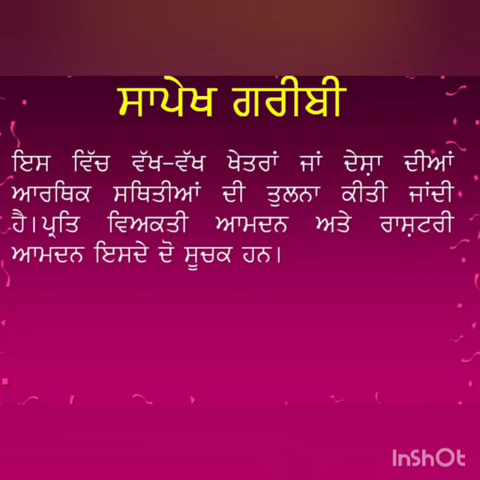 ਸਾਪੇਖ ਗਰੀਬੀ
ਇਸ ਵਿੱਚ ਵੱਖ-ਵੱਖ ਖੇਤਰਾਂ ਜਾਂ ਦੇਸ਼ਾ ਦੀਆਂ
ਆਰਥਿਕ ਸਥਿਤੀਆਂ ਦੀ ਤੁਲਨਾ ਕੀਤੀ ਜਾਂਦੀ
ਹੈ।ਪ੍ਰਤਿ ਵਿਅਕਤੀ ਆਮਦਨ ਅਤੇ ਰਾਸ਼ਟਰੀ
ਆਮਦਨ ਇਸਦੇ ਦੋ ਸੂਚਕ ਹਨ।
InShOt